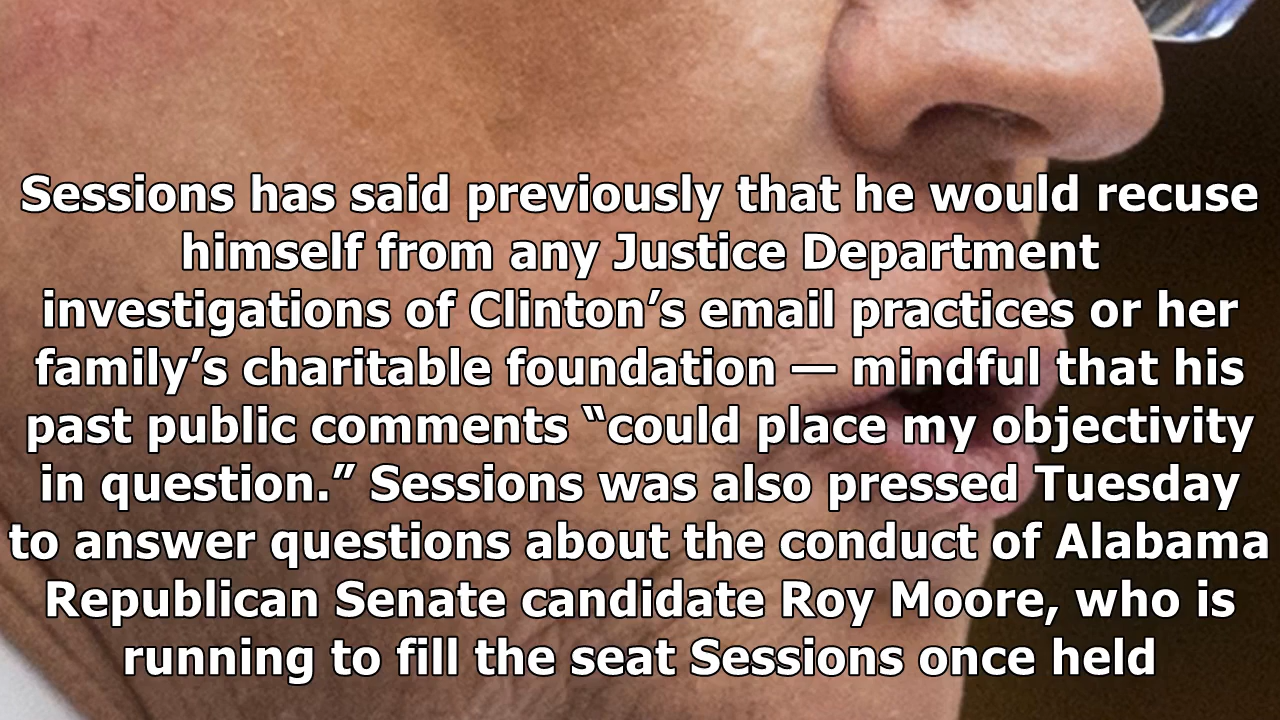 Sessions has said previously that he would recuse
himself from any Justice Department
investigations of Clinton’s email practices or her
family’s charitable foundation — mindful that his
past public comments “could place my objectivity
in question.” Sessions was also pressed Tuesday
to answer questions about the conduct of Alabama
Republican Senate candidate Roy Moore, who is
running to fill the seat Sessions once held